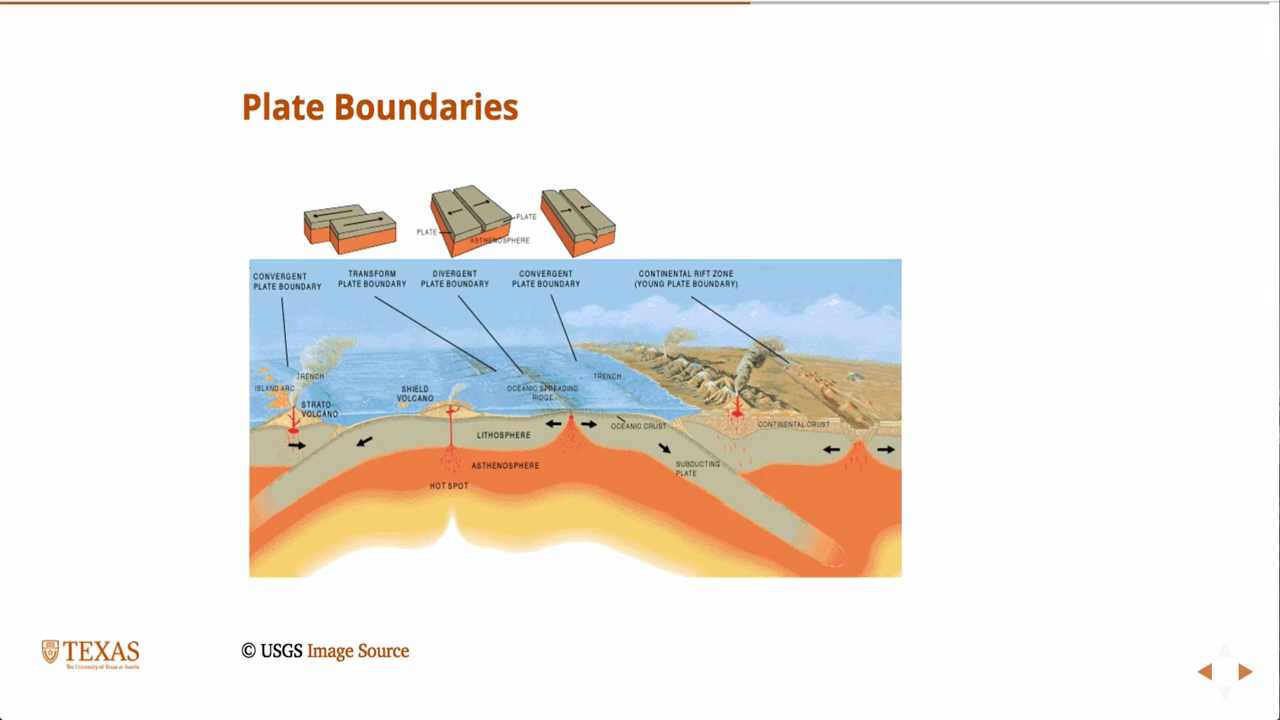 Plate Boundaries
PLATE
PLATE
ASTHENOSPHERE
CONVERGENT
PLATE BOUNDARY
TRANSFORM
PLATE BOUNDARY
DIVERGENT
PLATE BOUNDARY
CONVERGENT
PLATE BOUNDARY
CONTINENTAL RIFT ZONE
(YOUNG PLATE BOUNDARY)
TRENCH
ISLAND ARC
STRATO-
VOLCANO
SHIELD
VOLCANO
OCEANIC SPREADING
RIDGE
TRENCH
LITHOSPHERE
OCEANIC CRUST
CONTINENTAL CRUST
ASTHENOSPHERE
SUBDUCTING
PLATE
HOT SPOT
TEXAS
The University of Texas at Austin
© USGS Image Source